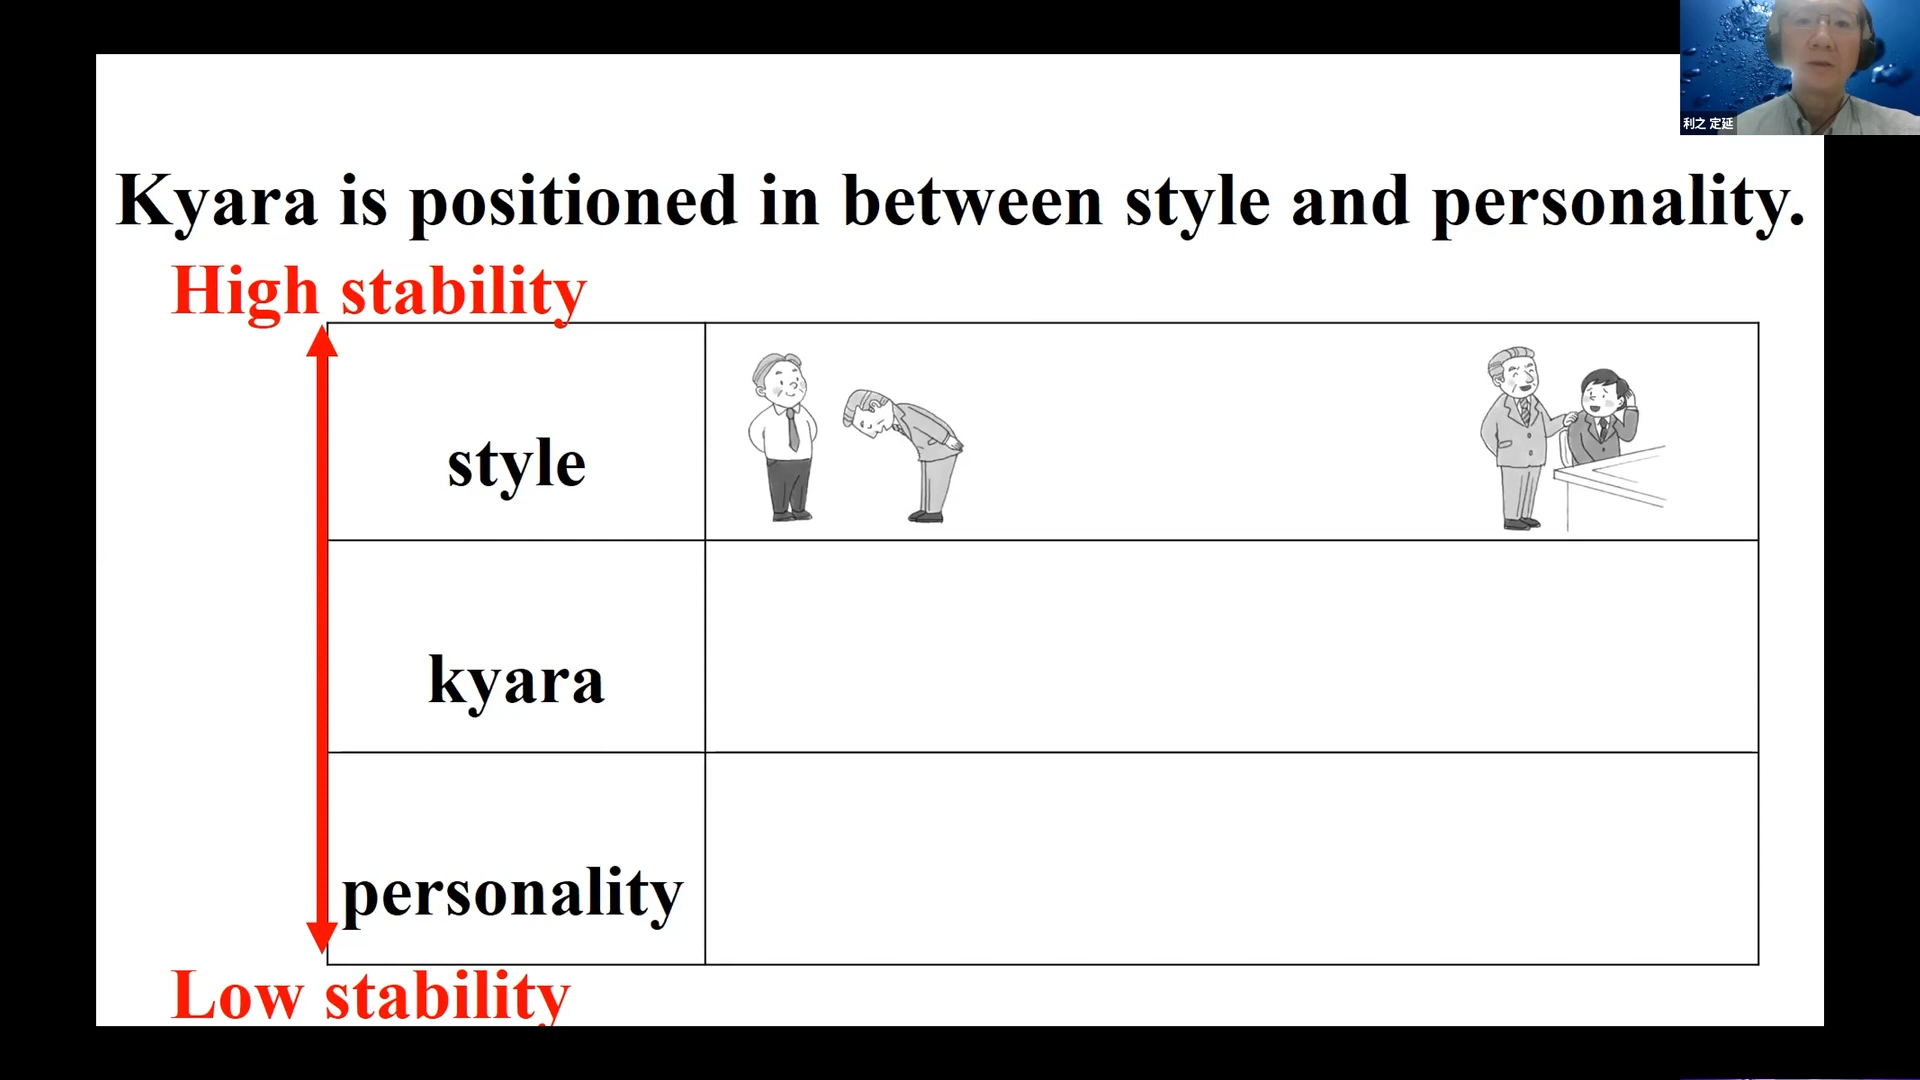 利之 定延
Kyara is positioned in between style and personality.
High stability
style
kyara
personality
Low stability